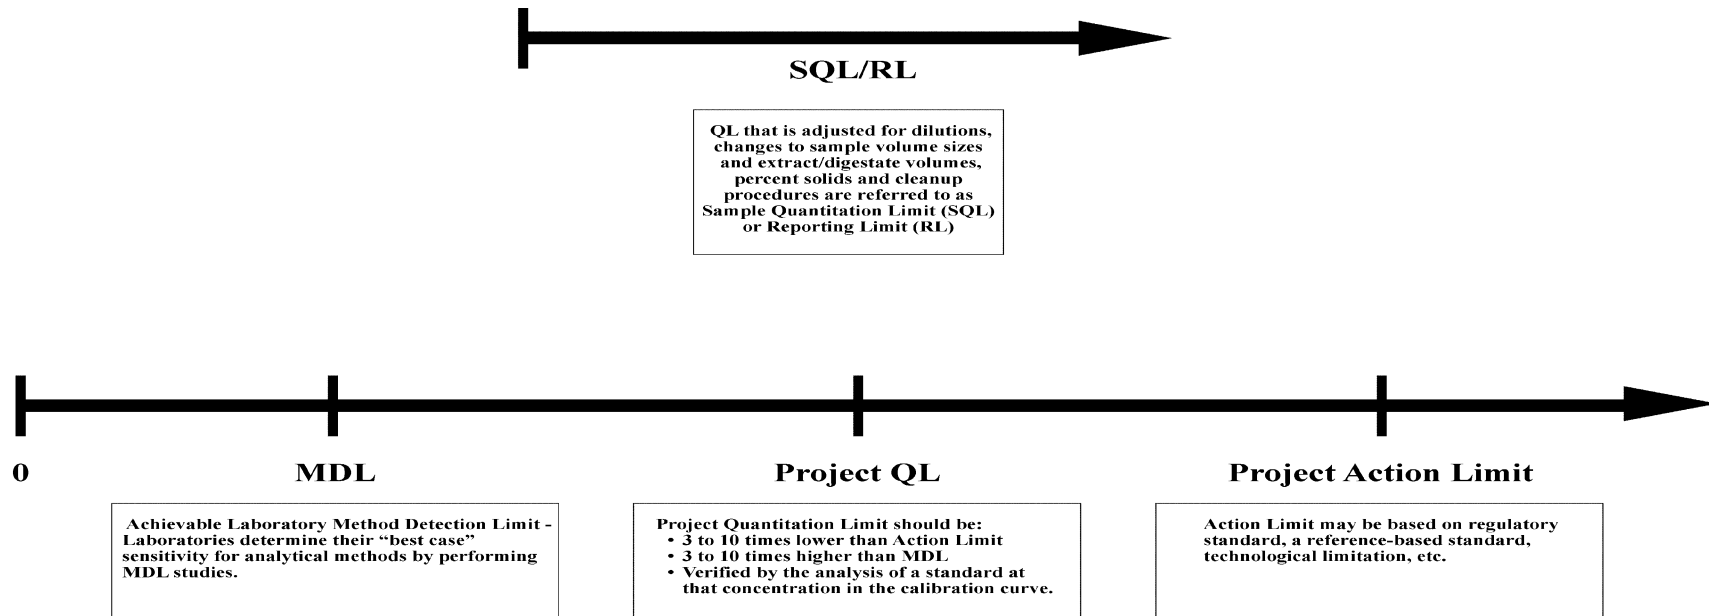 SQL/RL
QL that is adjusted for dilutions,
changes to sample volume sizes
and extract/digestate volumes,
percent solids and cleanup
procedures are referred to as
Sample Quantitation Limit (SQL)
or Reporting Limit (RL)
0
MDL
Project QL
Project Action Limit
Achievable Laboratory Method Detection Limit -
Laboratories determine their “best case”
sensitivity for analytical methods by performing
MDL studies.
Project Quantitation Limit should be:
• 3 to 10 times lower than Action Limit
• 3 to 10 times higher than MDL
• Verified by the analysis of a standard at
that concentration in the calibration curve.
Action Limit may be based on regulatory
standard, a reference-based standard,
technological limitation, etc.